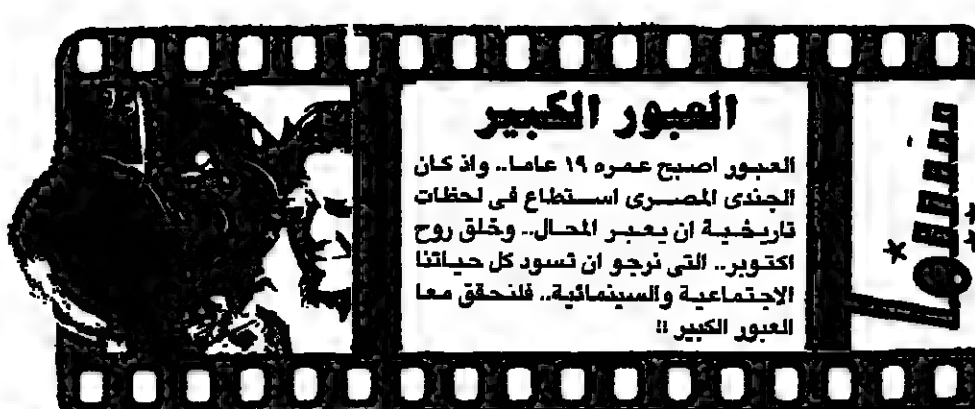 العبور الكبير
العبور اصبح عمره ١٩ عاما.. واذ كان
الجندى المصرى استطاع فى لحظات
تاريخية ان يعبر المحال.. وخلق روح
اكتوبر.. التى نرجو ان تسود كل حياتنا
الاجتماعية والسينمائية.. فلنحقق معا
العبور الكبير !!